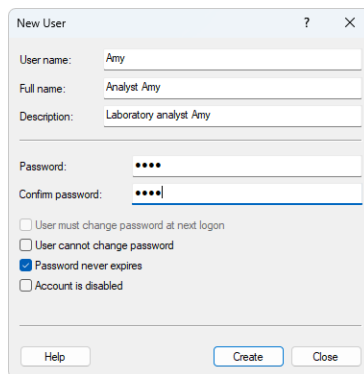 New User ? ×
User name: Amy
Full name: Analyst Amy
Description: Laboratory analyst Amy
Password: ●●●●
Confirm password: ●●●●
User must change password at next logon
User cannot change password
Password never expires
Account is disabled
Help Create Close